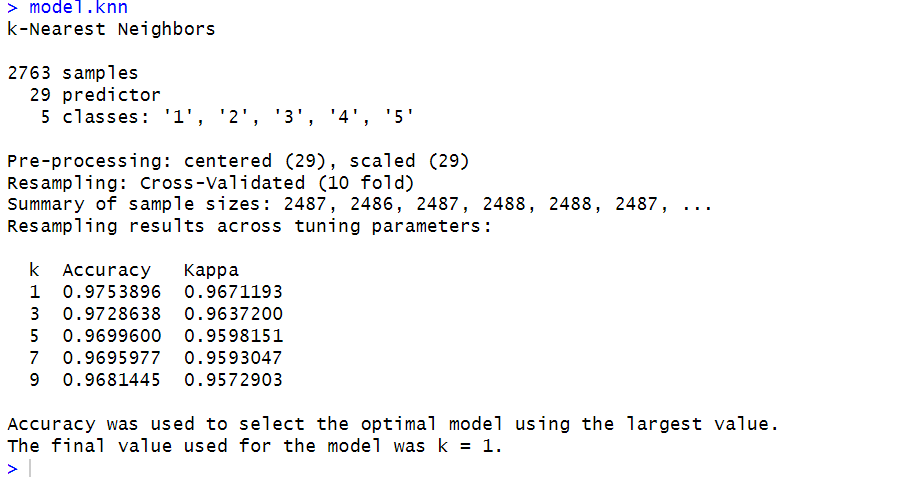 > model.knn
k-Nearest Neighbors
2763 samples
29 predictor
5 classes: '1', '2', '3', '4', '5'
Pre-processing: centered (29), scaled (29)
Resampling: Cross-Validated (10 fold)
Summary of sample sizes: 2487, 2486, 2487, 2488, 2488, 2487, ...
Resampling results across tuning parameters:
k  Accuracy   Kappa
1  0.9753896  0.9671193
3  0.9728638  0.9637200
5  0.9699600  0.9598151
7  0.9695977  0.9593047
9  0.9681445  0.9572903
Accuracy was used to select the optimal model using the largest value.
The final value used for the model was k = 1.
>